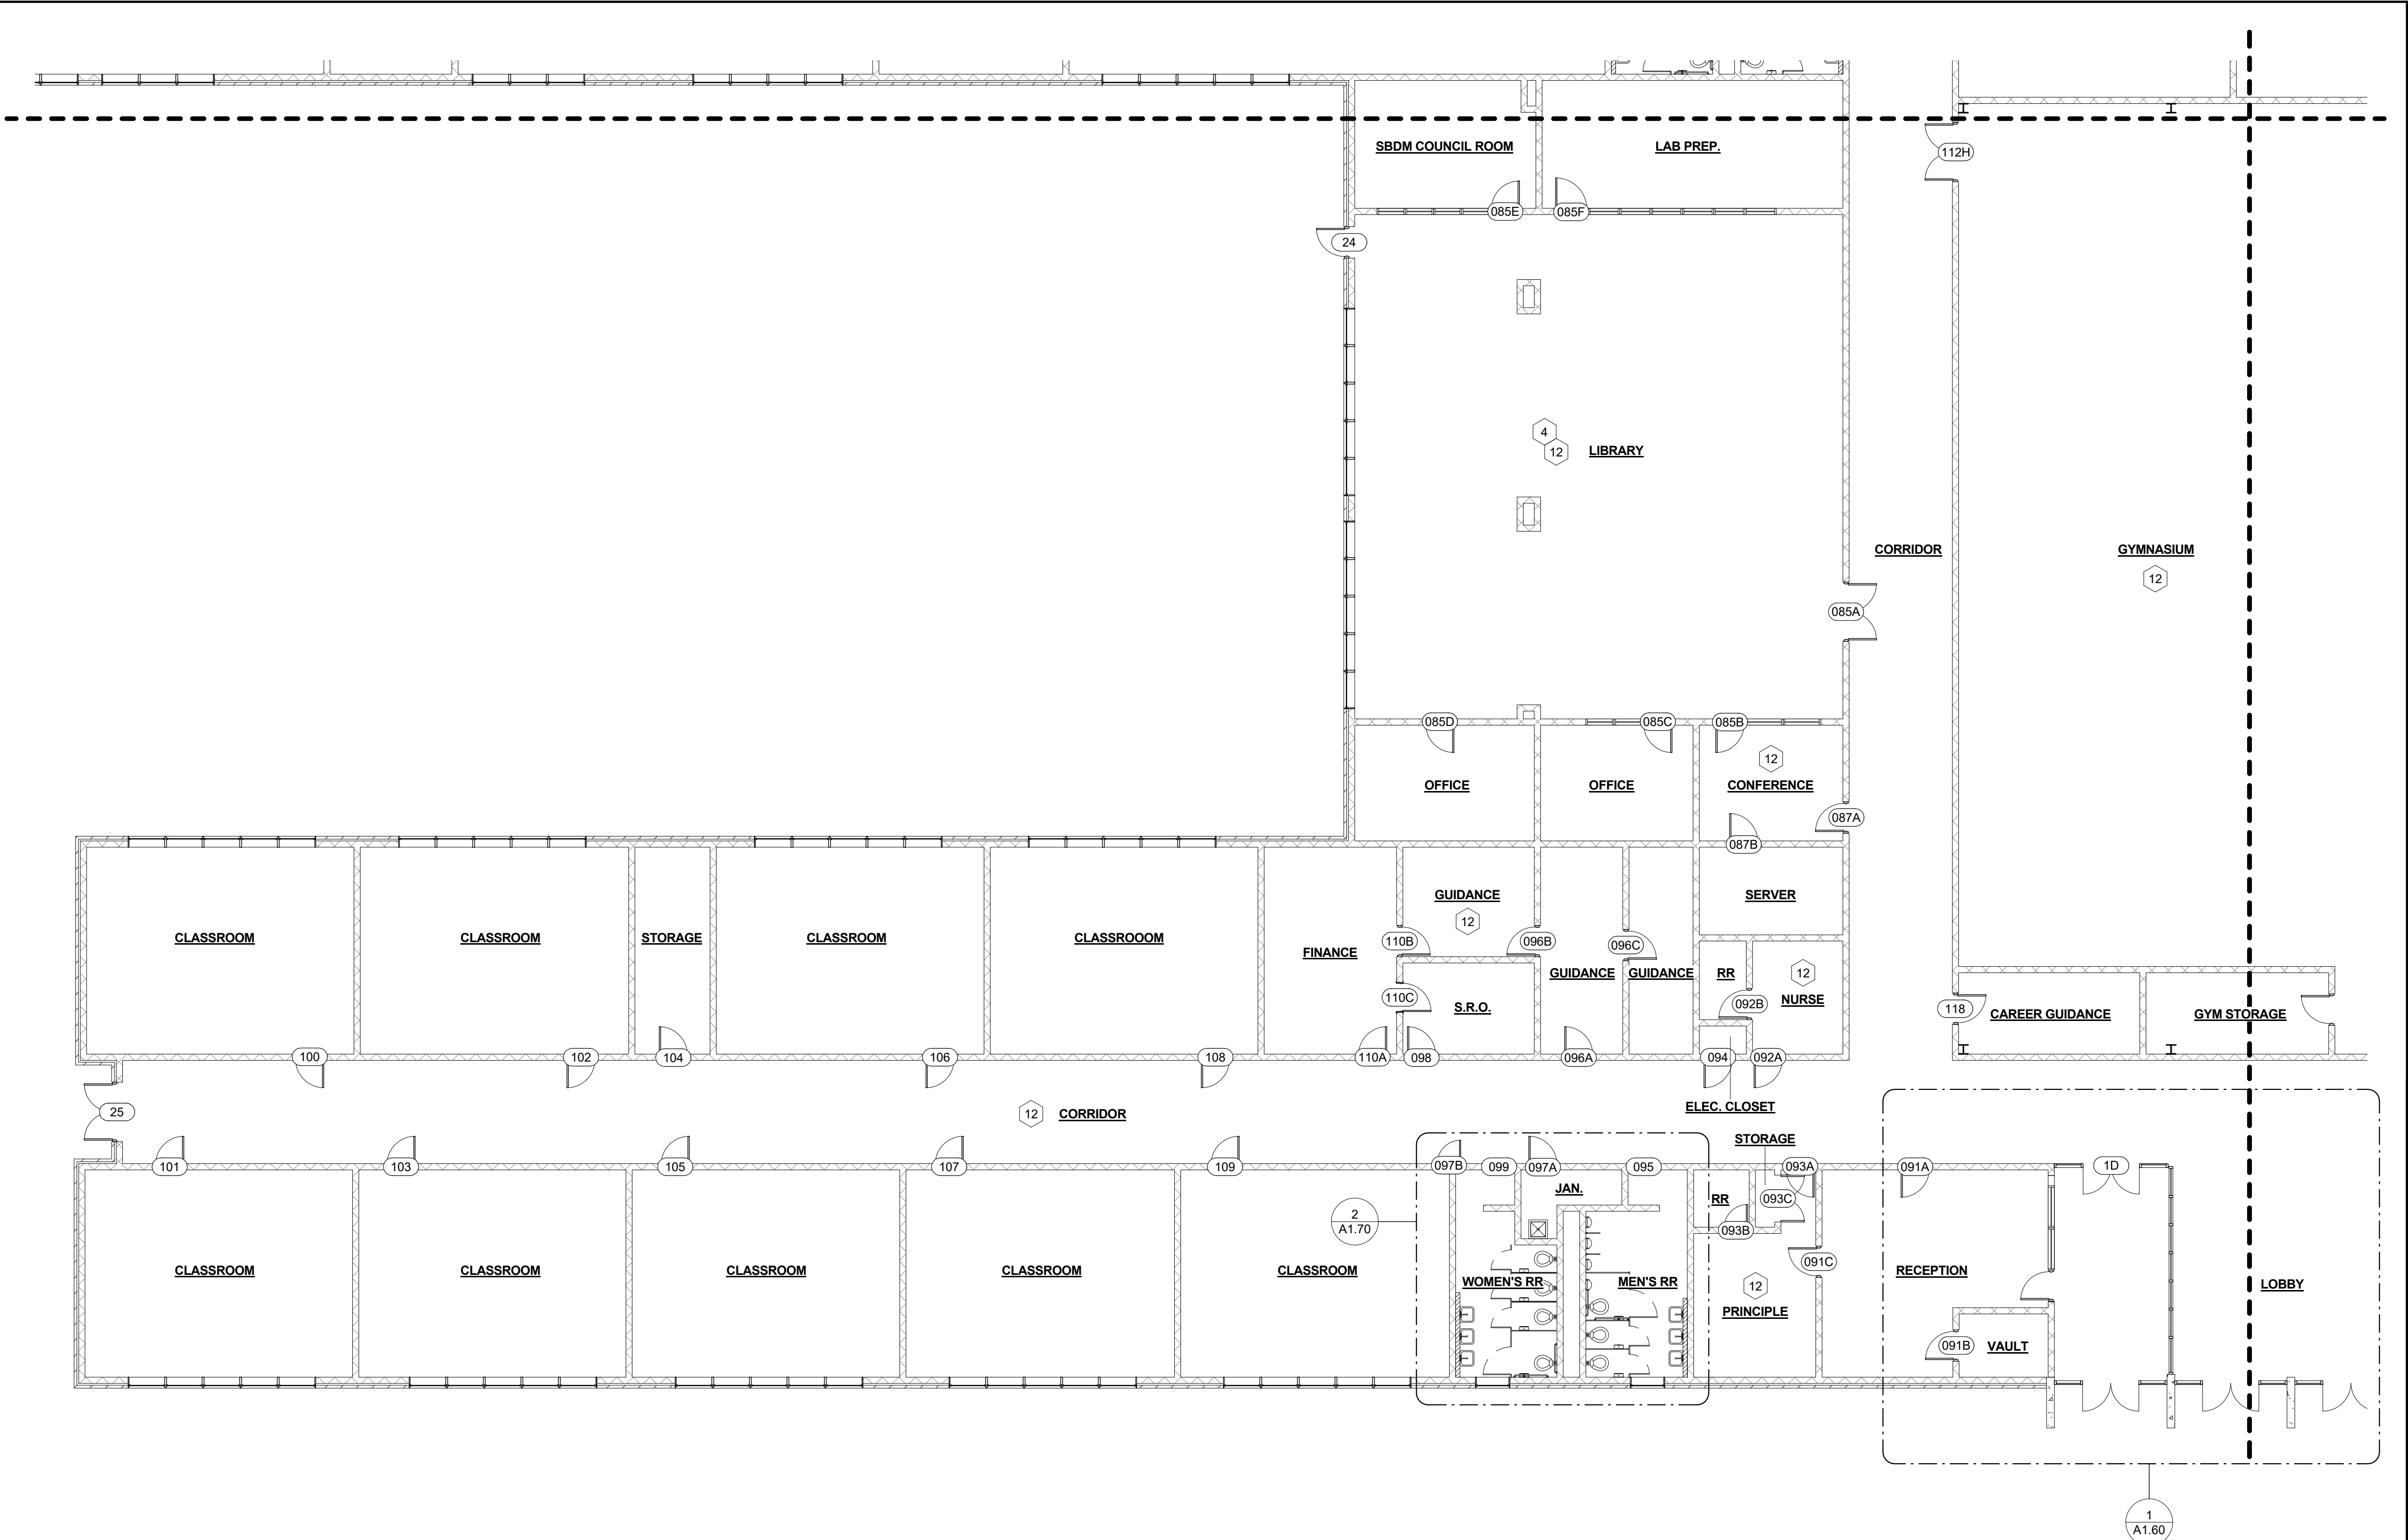 SBDM COUNCIL ROOM
LAB PREP.
112H
085E
085F
24
4
12
LIBRARY
CORRIDOR
GYMNASIUM
12
085A
085D
085C
085B
12
OFFICE
OFFICE
CONFERENCE
087A
087B
GUIDANCE
12
SERVER
CLASSROOM
CLASSROOM
STORAGE
CLASSROOM
CLASSROOOM
FINANCE
110B
096B
096C
GUIDANCE
GUIDANCE
RR
12
NURSE
110C
S.R.O.
092B
118
CAREER GUIDANCE
GYM STORAGE
100
102
104
106
108
110A
098
096A
094
092A
25
12
CORRIDOR
ELEC. CLOSET
STORAGE
101
103
105
107
109
097B
099
097A
095
093A
091A
1D
JAN.
RR
093C
2
A1.70
093B
091C
CLASSROOM
CLASSROOM
CLASSROOM
CLASSROOM
CLASSROOM
WOMEN'S RR
MEN'S RR
12
PRINCIPLE
RECEPTION
LOBBY
091B
VAULT
1
A1.60